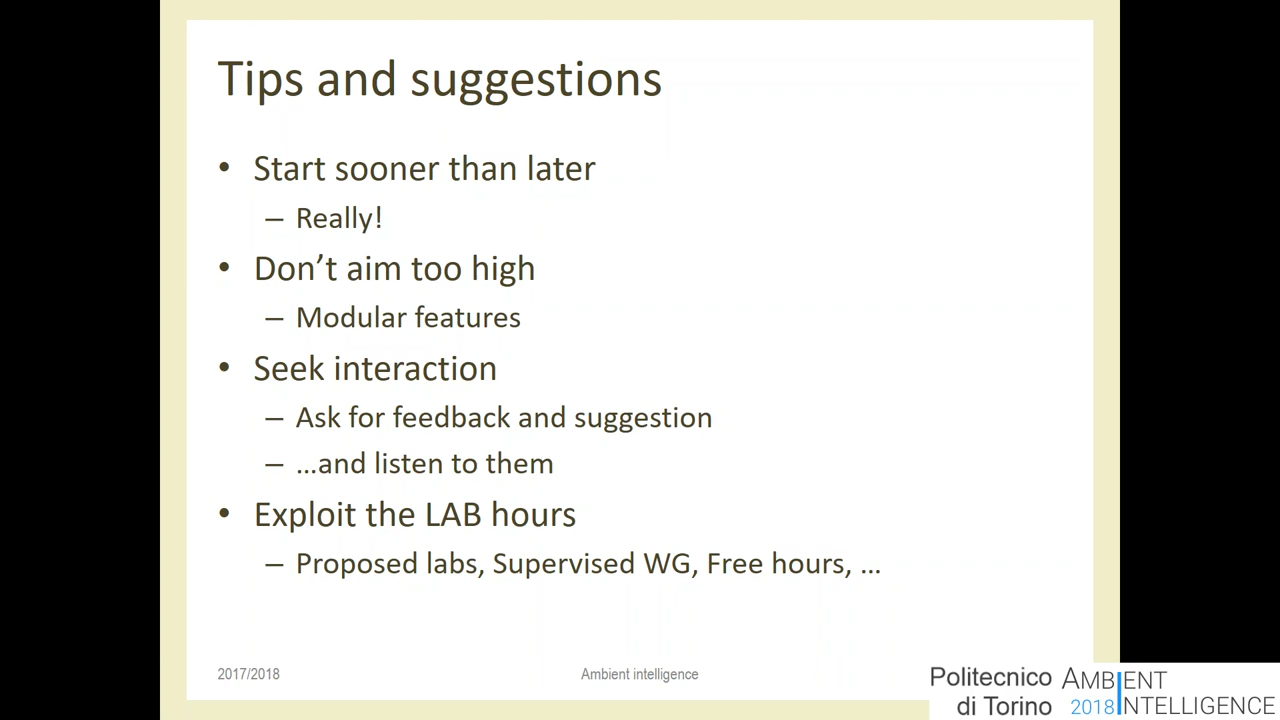 Tips and suggestions
• Start sooner than later
– Really!
• Don’t aim too high
– Modular features
• Seek interaction
– Ask for feedback and suggestion
– …and listen to them
• Exploit the LAB hours
– Proposed labs, Supervised WG, Free hours, …
2017/2018
Ambient intelligence
Politecnico
di Torino
AMBIENT
2018 INTELLIGENCE